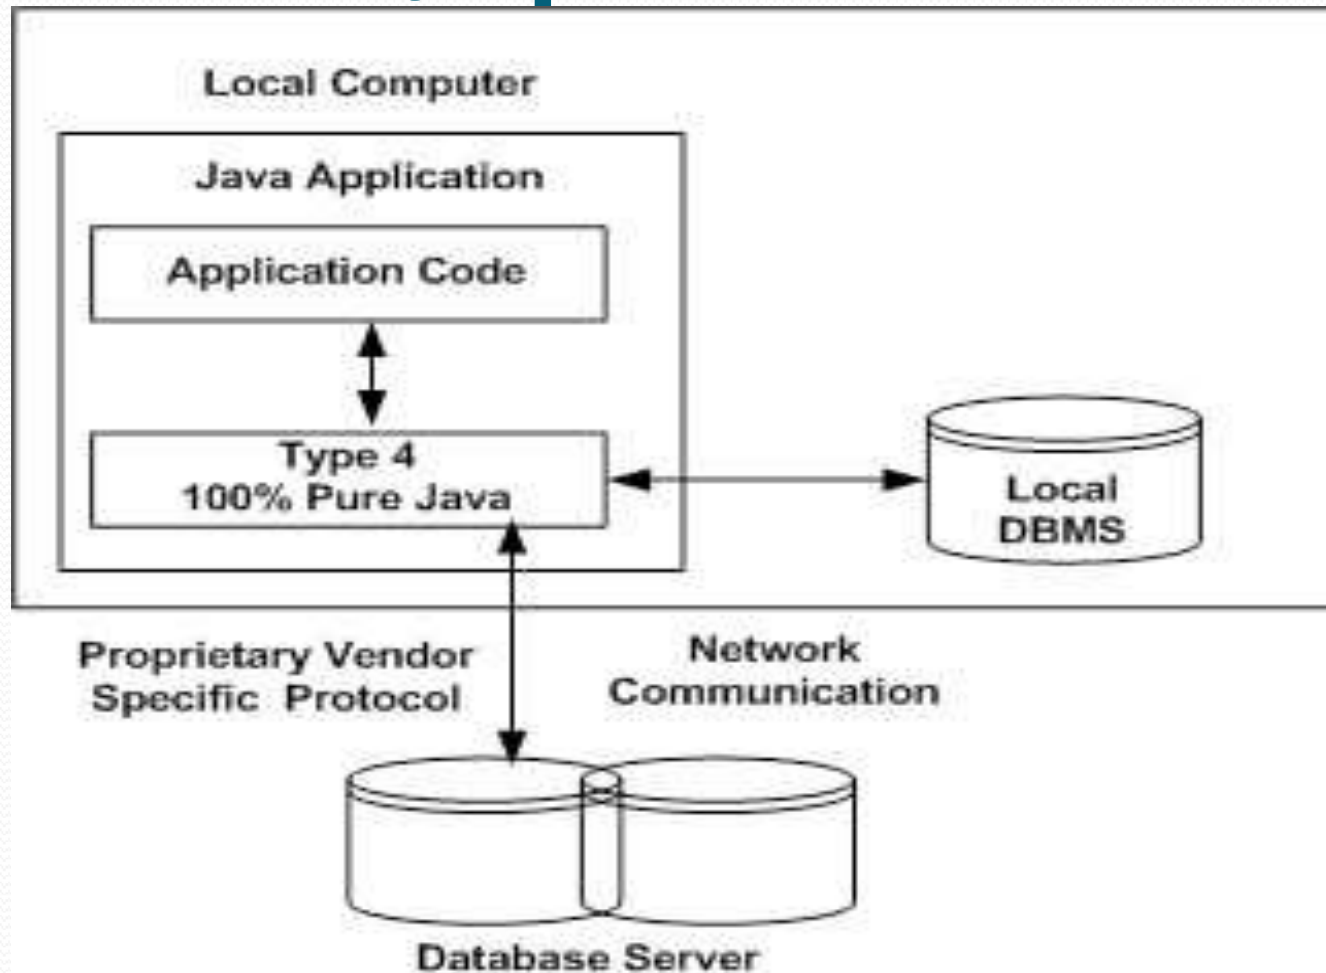 Local Computer
Java Application
Application Code
Type 4
100% Pure Java
Local
DBMS
Proprietary Vendor
Specific Protocol
Network
Communication
Database Server